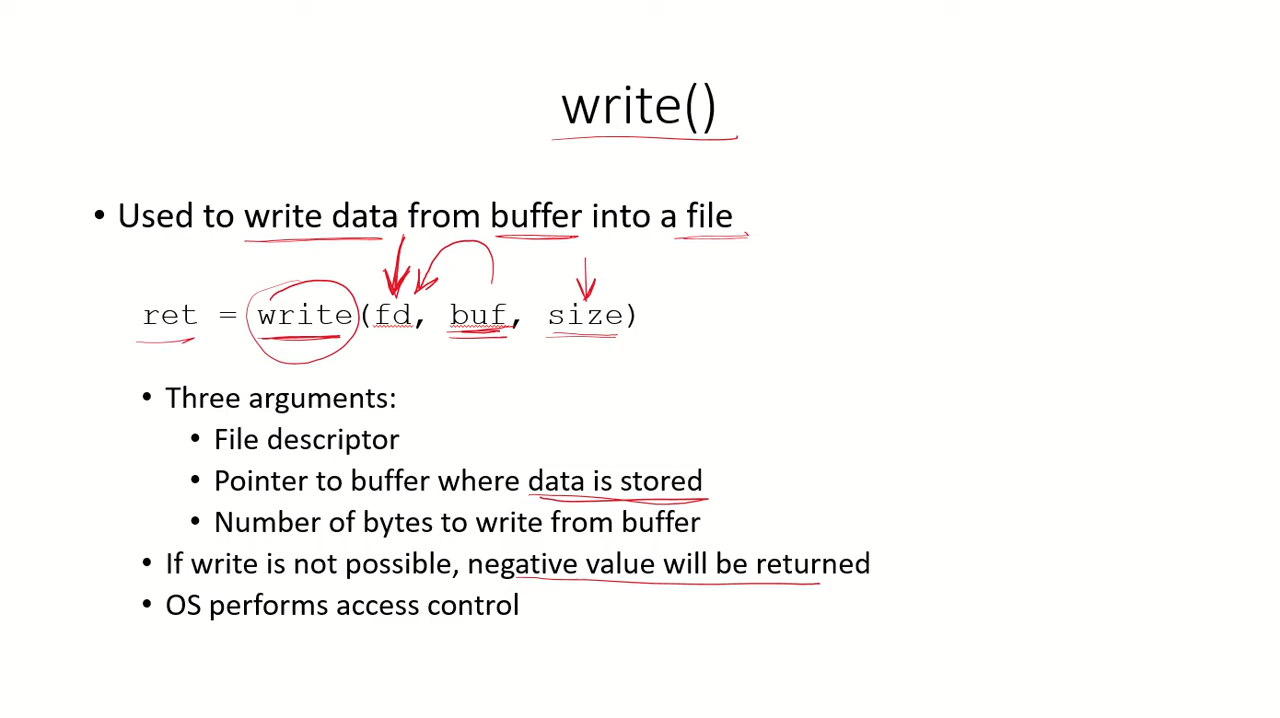 write()
• Used to write data from buffer into a file
ret = write(fd, buf, size)
• Three arguments:
• File descriptor
• Pointer to buffer where data is stored
• Number of bytes to write from buffer
• If write is not possible, negative value will be returned
• OS performs access control